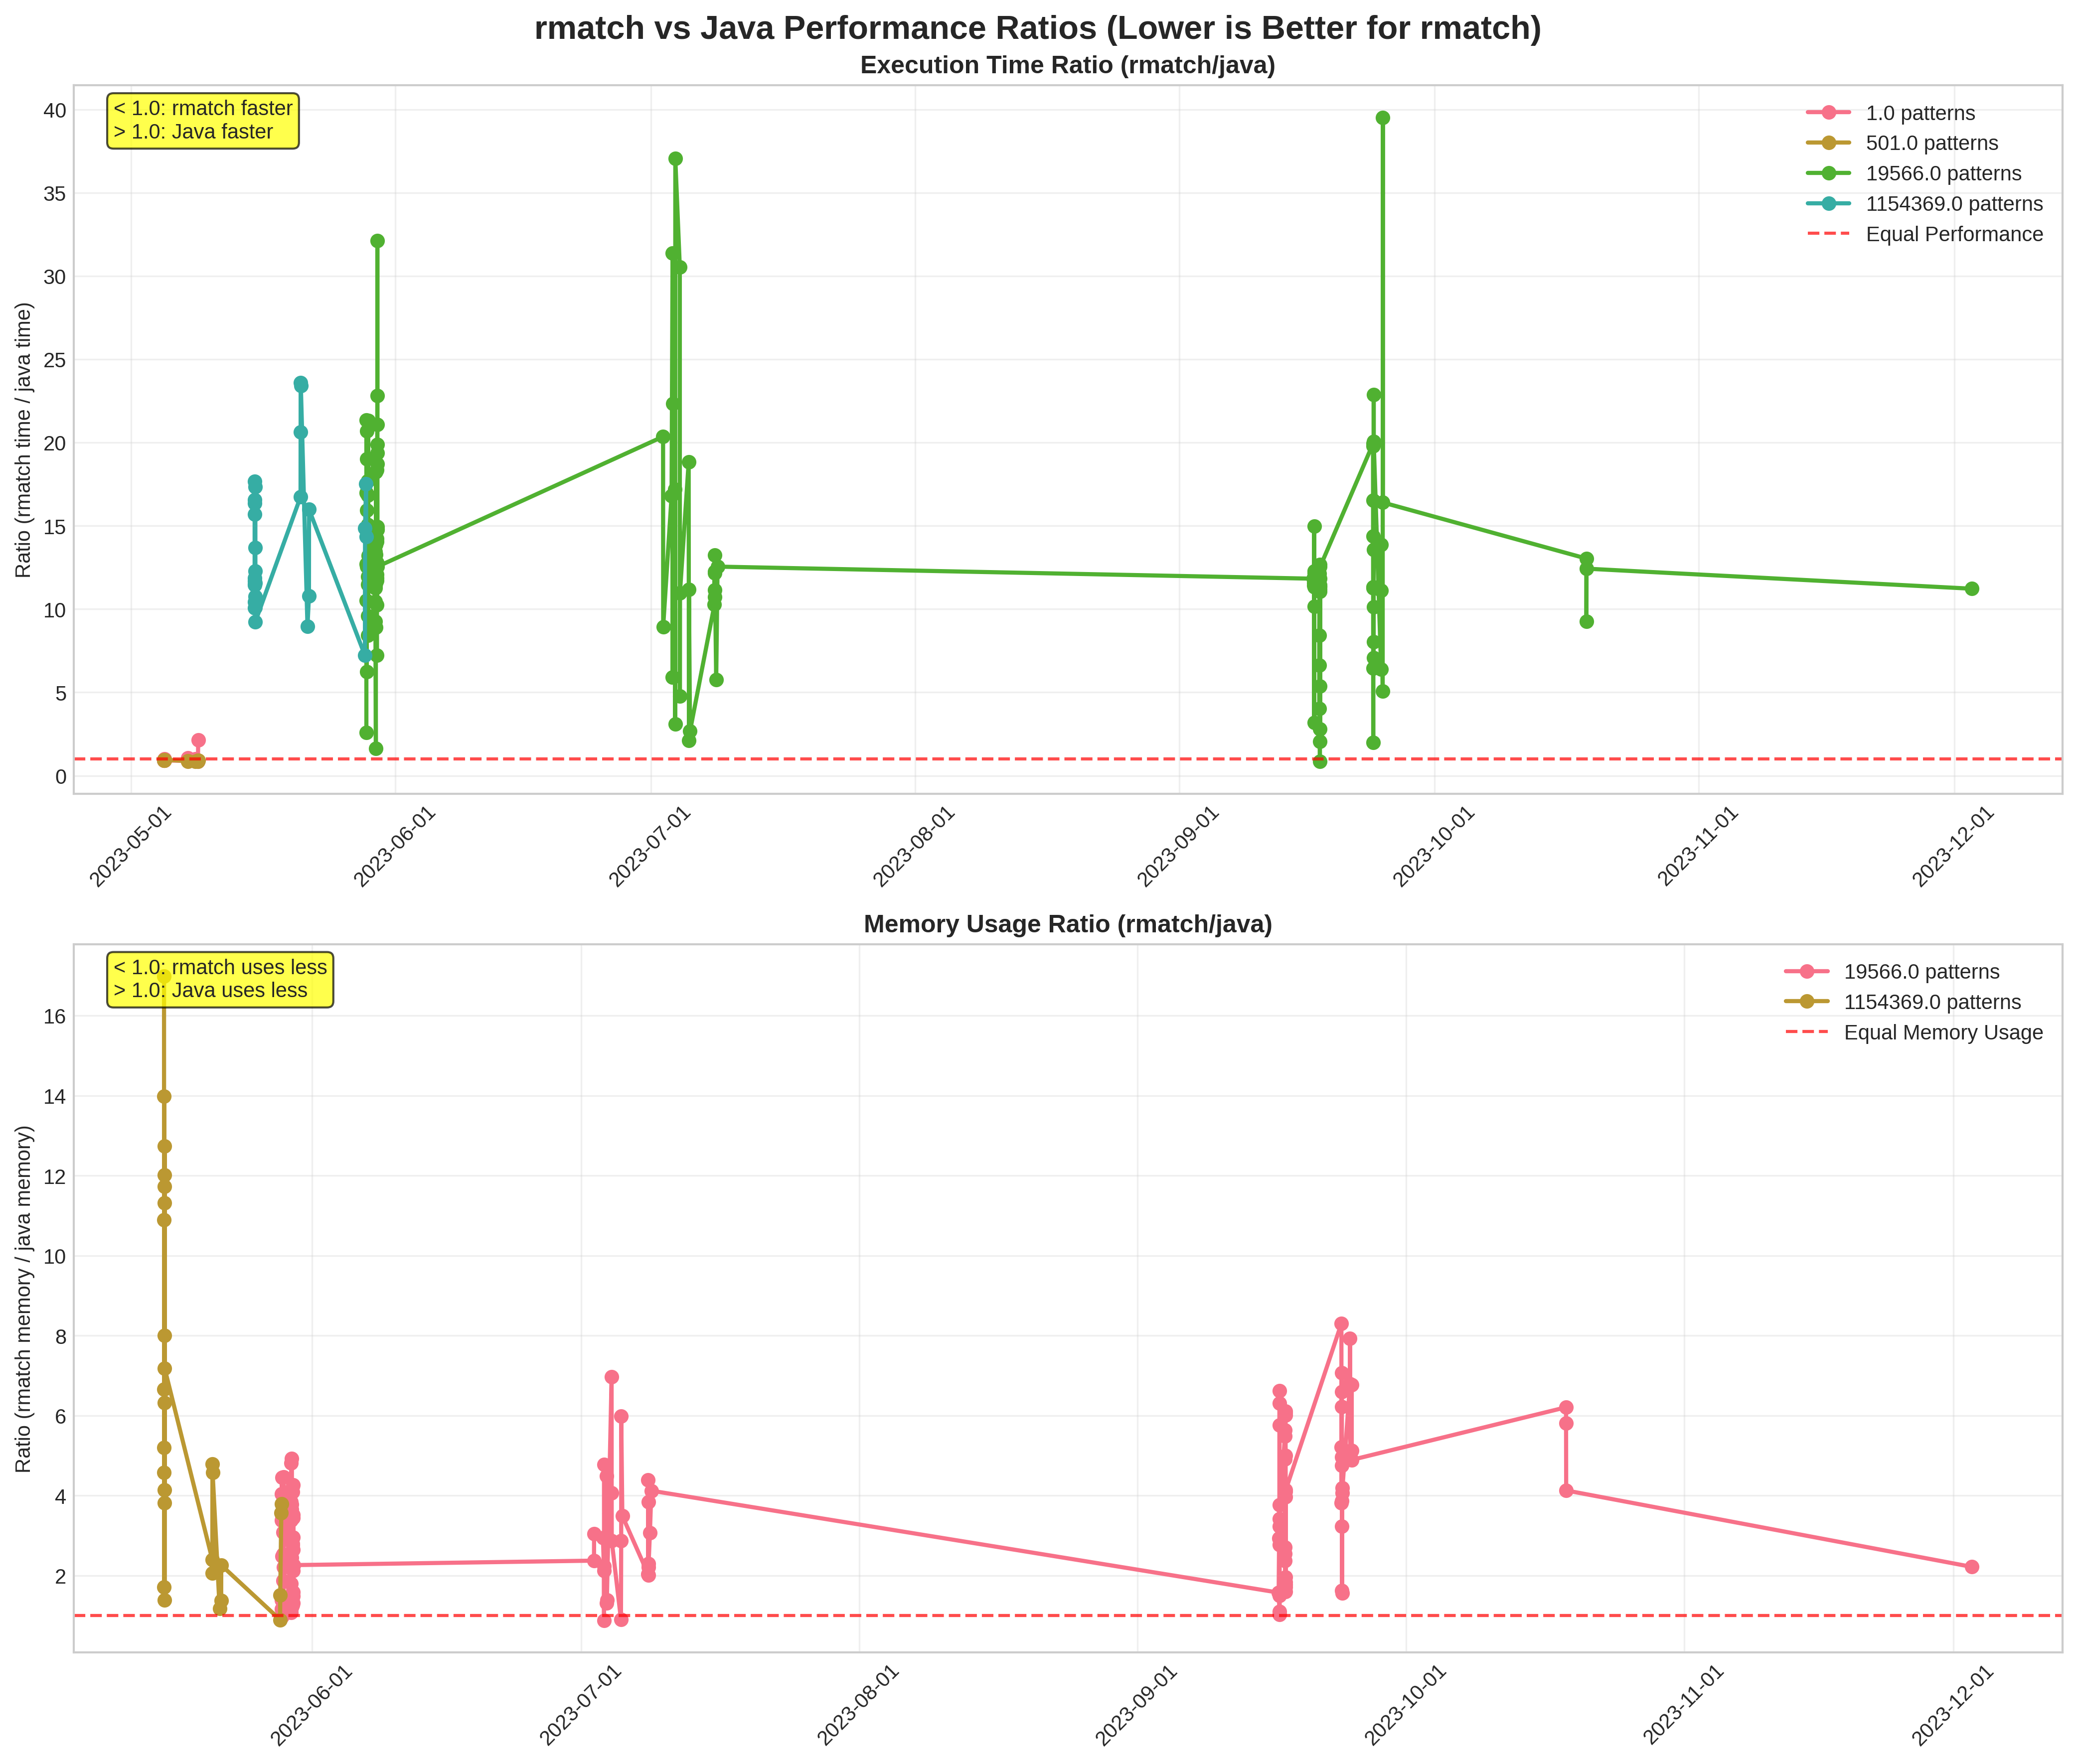 rmatch vs Java Performance Ratios (Lower is Better for rmatch)
Execution Time Ratio (rmatch/java)
< 1.0: rmatch faster
> 1.0: Java faster
1.0 patterns
501.0 patterns
19566.0 patterns
1154369.0 patterns
Equal Performance
Ratio (rmatch time / java time)
40
35
30
25
20
15
10
5
0
2023-05-01
2023-06-01
2023-07-01
2023-08-01
2023-09-01
2023-10-01
2023-11-01
2023-12-01
Memory Usage Ratio (rmatch/java)
< 1.0: rmatch uses less
> 1.0: Java uses less
19566.0 patterns
1154369.0 patterns
Equal Memory Usage
Ratio (rmatch memory / java memory)
16
14
12
10
8
6
4
2
2023-06-01
2023-07-01
2023-08-01
2023-09-01
2023-10-01
2023-11-01
2023-12-01